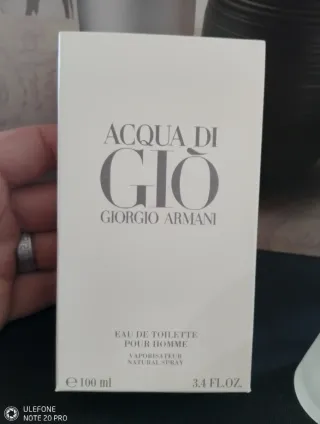 ACQUA DI
GIÒ
GIORGIO ARMANI
EAU DE TOILETTE
POUR HOMME
VAPORISATEUR
NATURAL SPRAY
℮ 100 ml 3.4 FL.OZ.
ULEFONE
NOTE 20 PRO